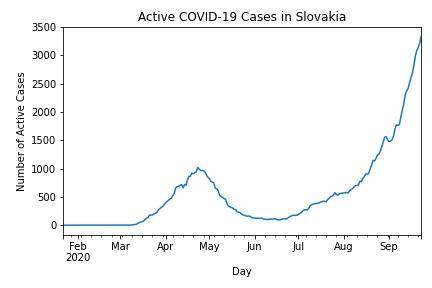 Active COVID-19 Cases in Slovakia
Number of Active Cases
3500
3000
2500
2000
1500
1000
500
0
Feb Mar Apr May Jun Jul Aug Sep
2020
Day